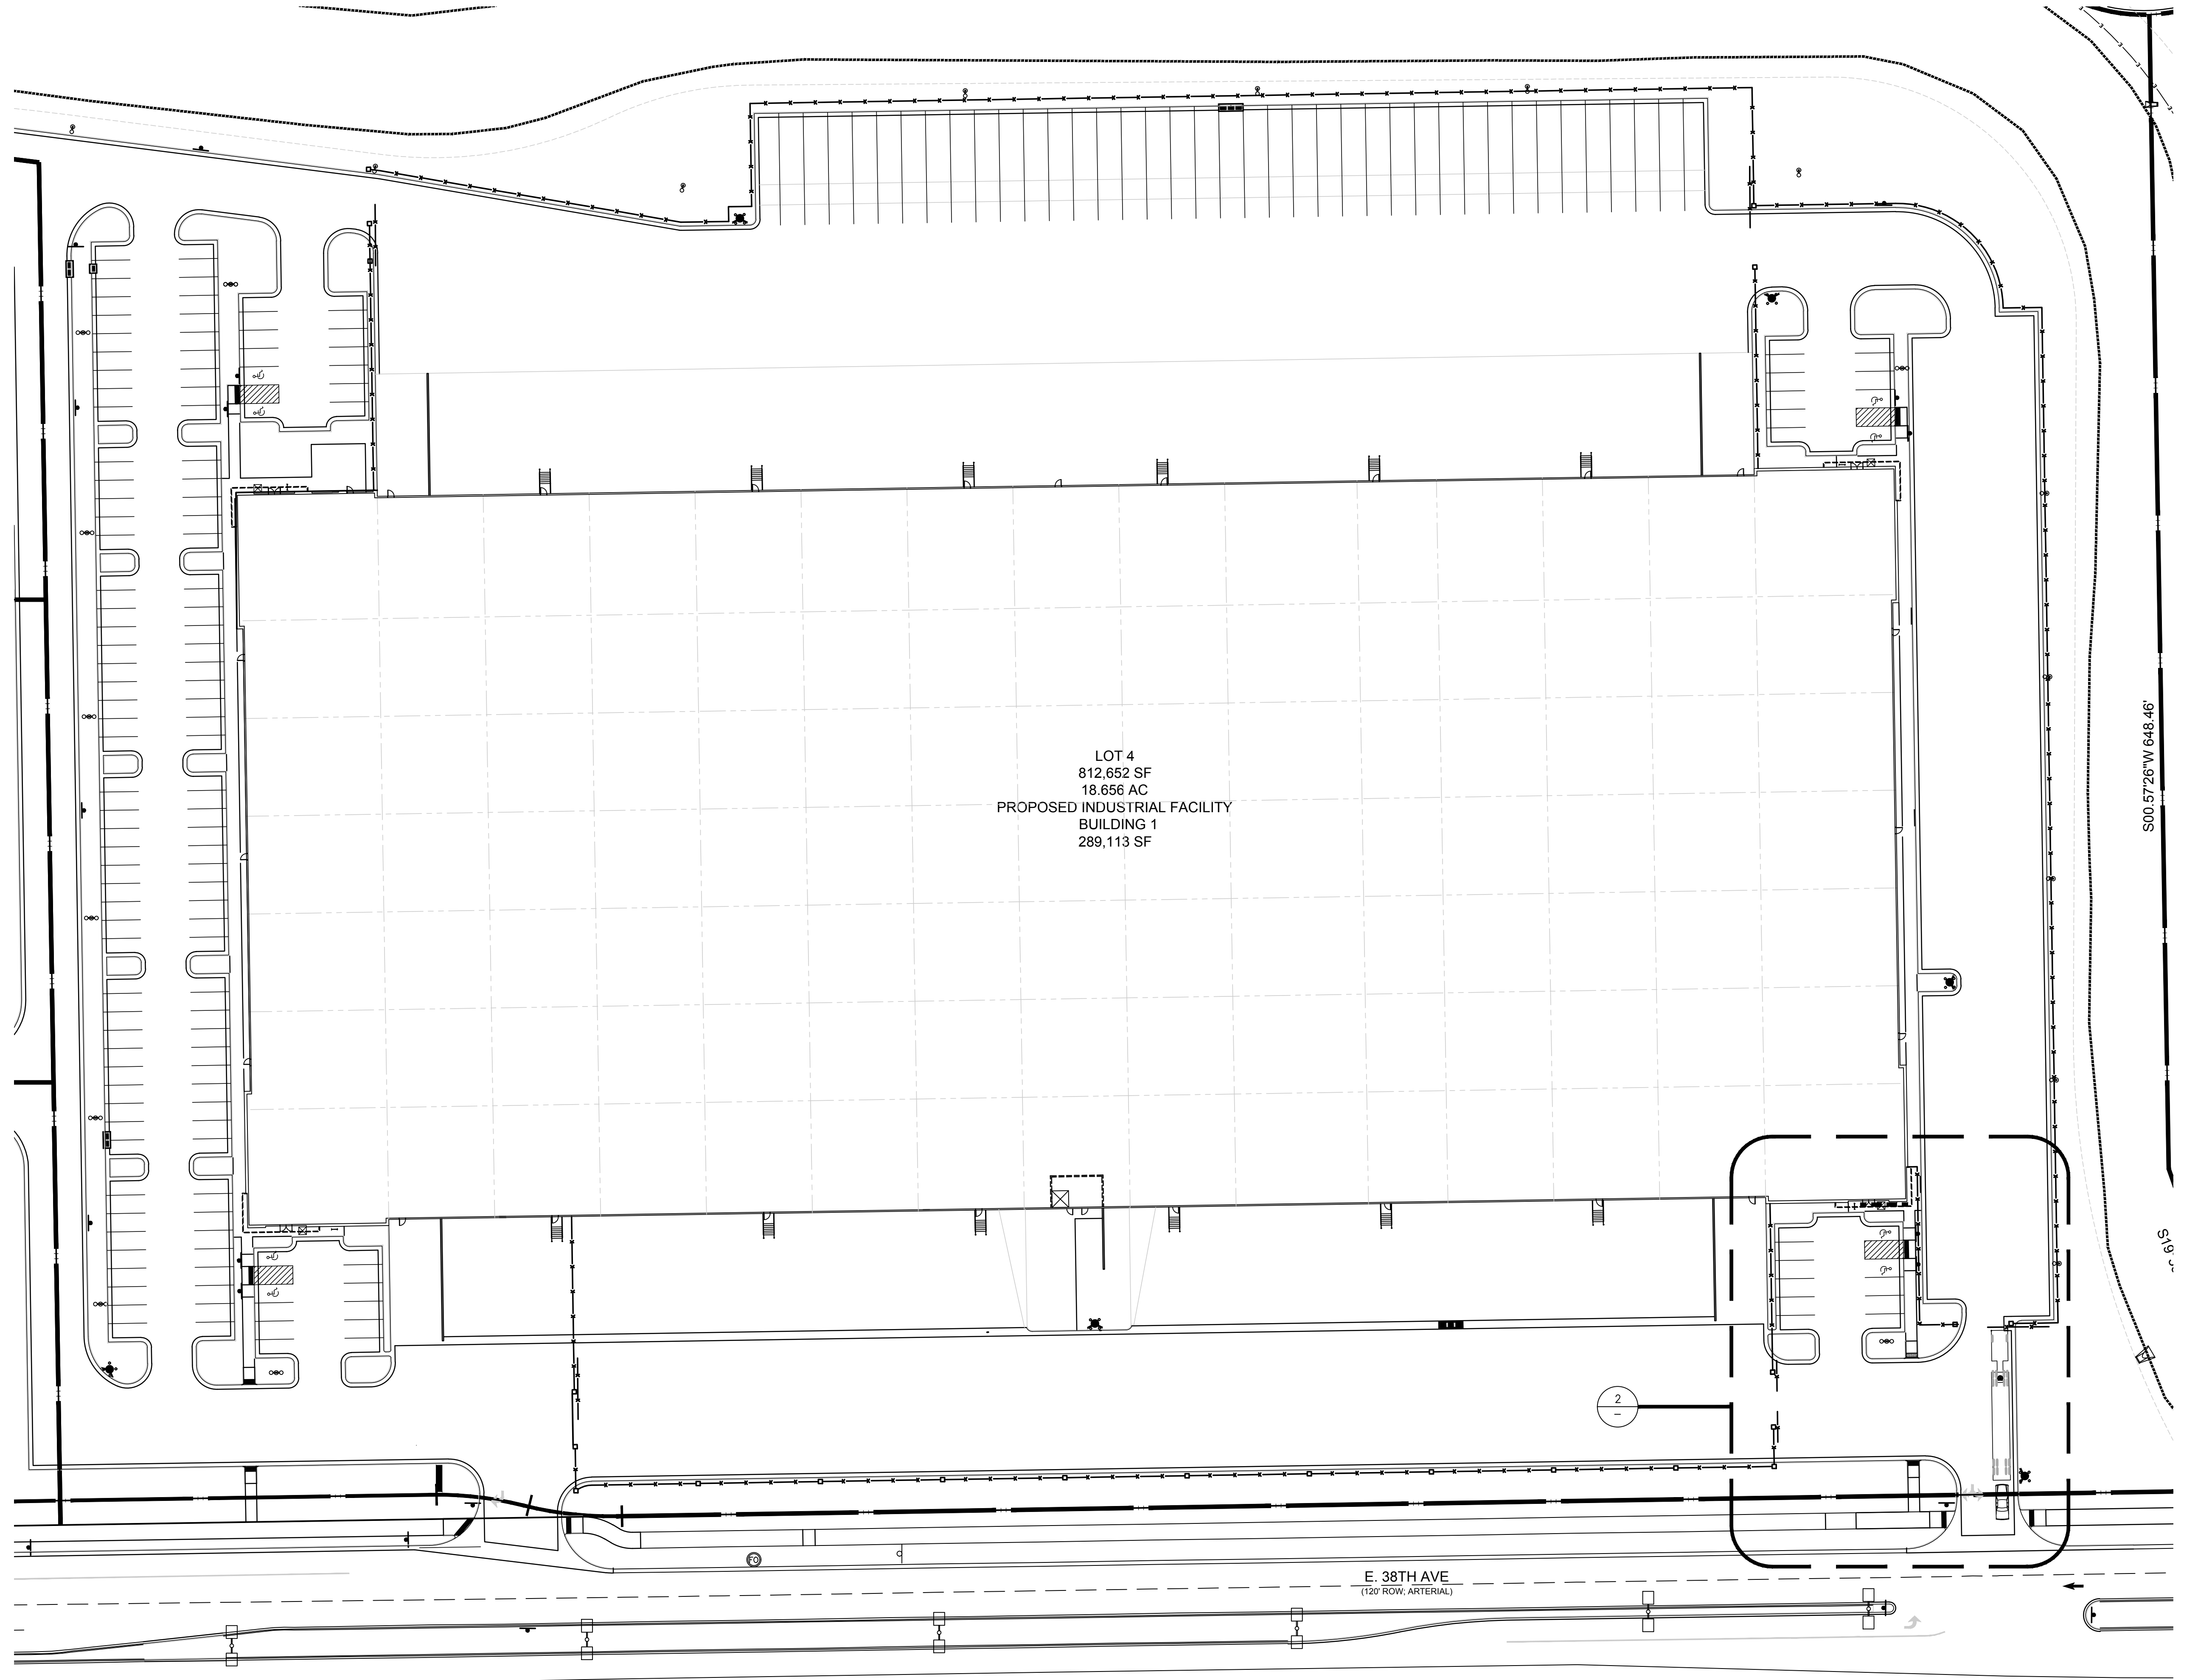 LOT 4
812,652 SF
18.656 AC
PROPOSED INDUSTRIAL FACILITY
BUILDING 1
289,113 SF
S00.57'26"W 648.46'
2
–
FO
E. 38TH AVE
(120' ROW; ARTERIAL)